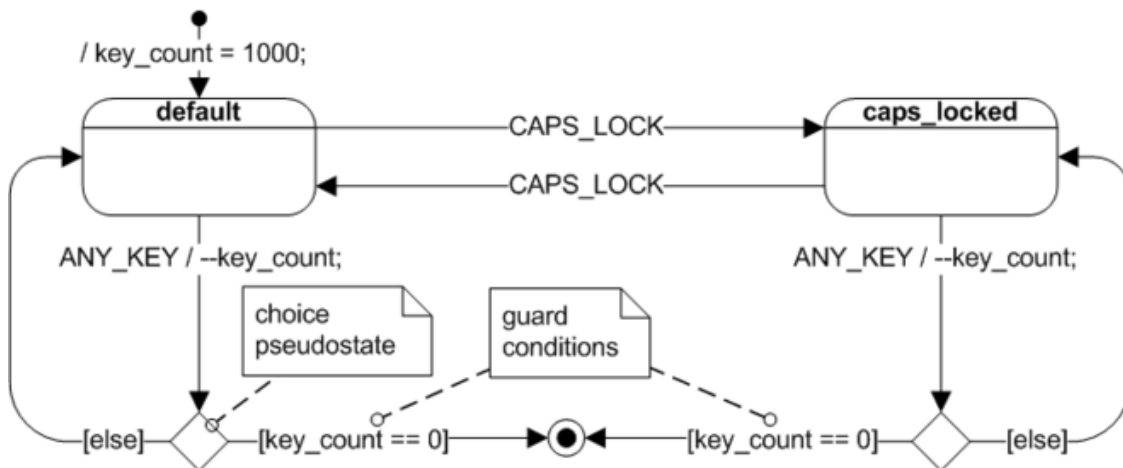 / key_count = 1000;
default
caps_locked
CAPS_LOCK
CAPS_LOCK
ANY_KEY / --key_count;
ANY_KEY / --key_count;
choice
pseudostate
guard
conditions
[else]
[key_count == 0]
[key_count == 0]
[else]